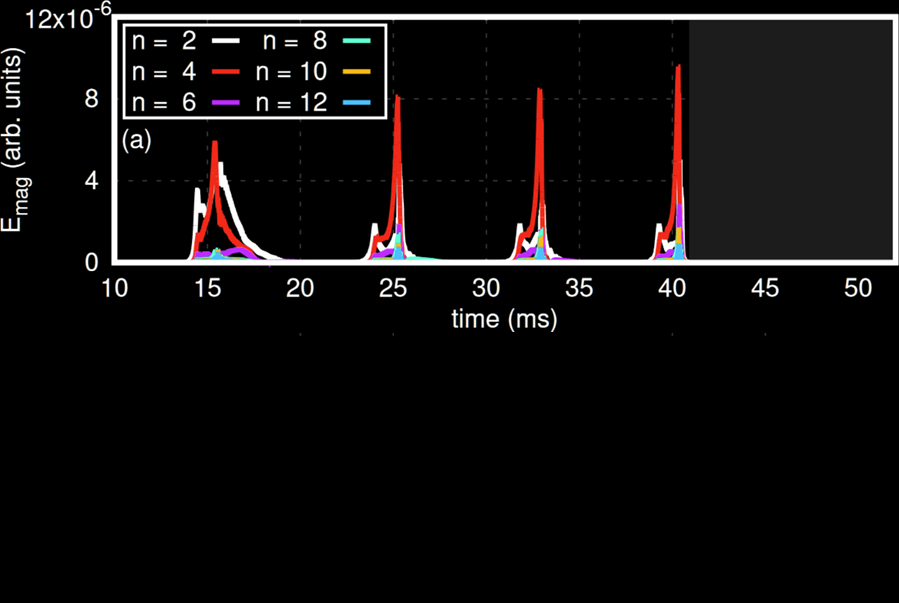 12x10-6
n = 2 n = 8
n = 4 n = 10
n = 6 n = 12
(a)
8
4
0
Emag (arb. units)
10 15 20 25 30 35 40 45 50
time (ms)